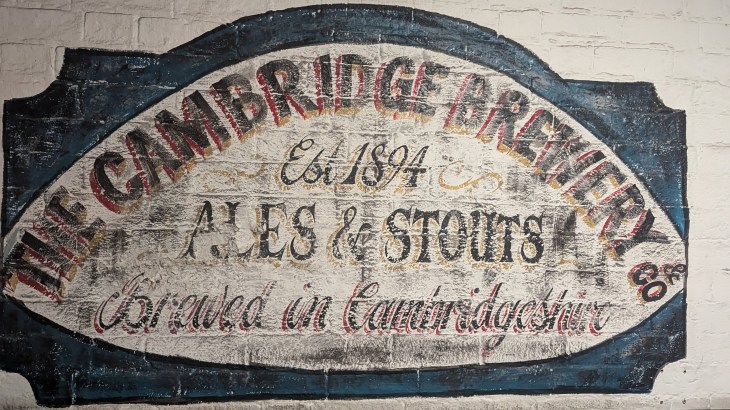 THE CAMBRIDGE BREWERY CO
Est 1894
ALES & STOUTS
Brewed in Cambridgeshire